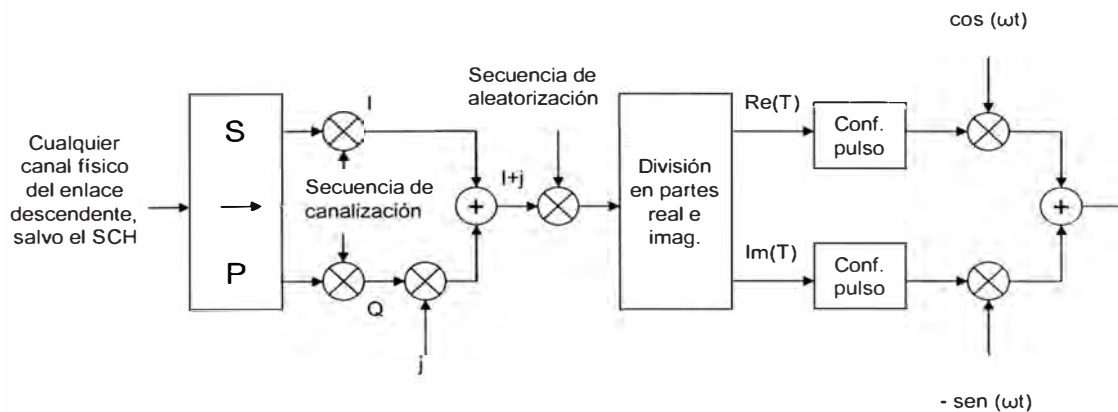 cos (ωt)
Secuencia de
aleatorización
Cualquier
canal físico
del enlace
descendente,
salvo el SCH
S
P
I
Secuencia de
canalización
Q
j
+
I+j
División
en partes
real e
imag.
Re(T)
Im(T)
Conf.
pulso
Conf.
pulso
+
- sen (ωt)